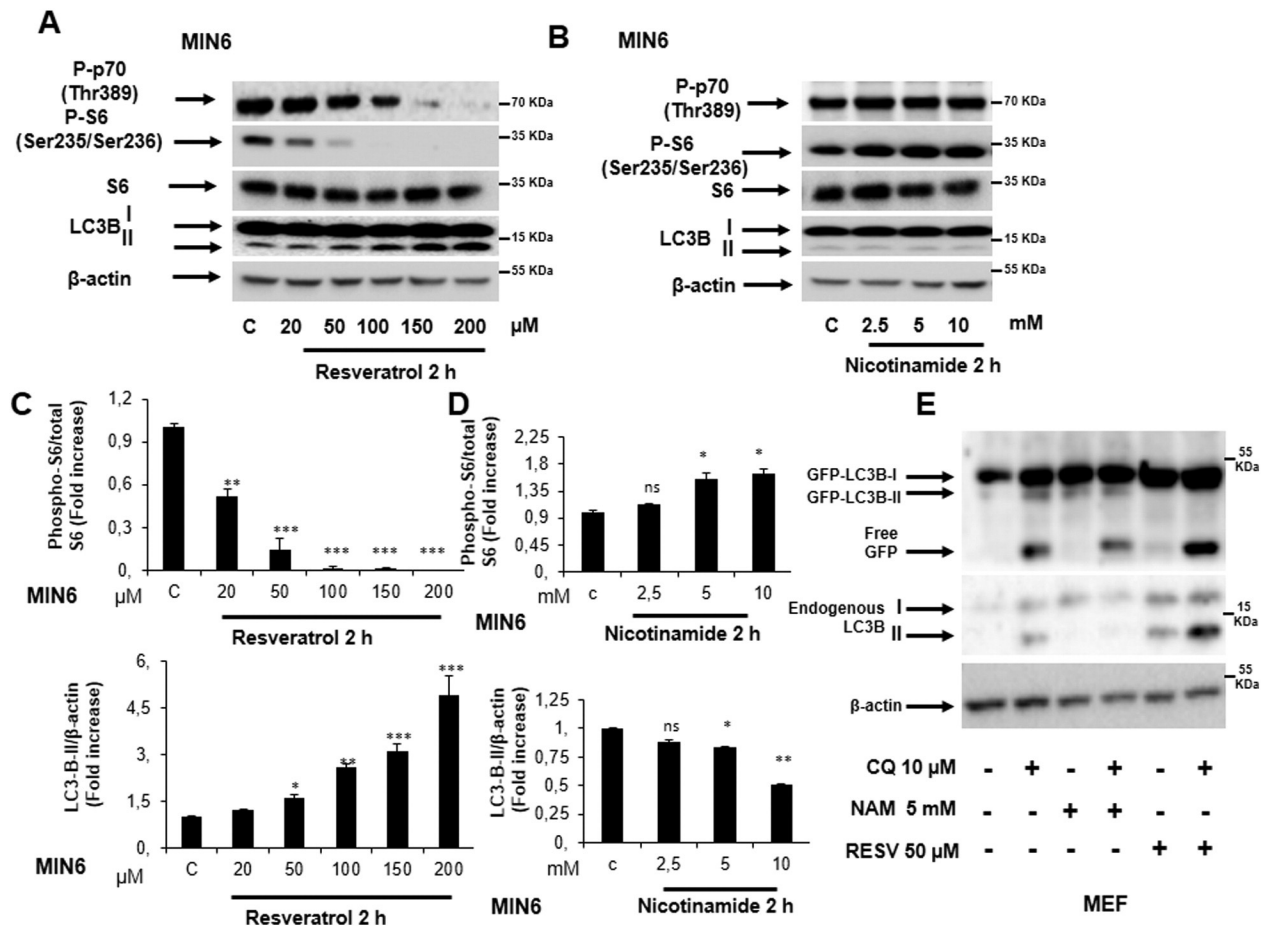 A
MIN6
P-p70
(Thr389)
P-S6
(Ser235/Ser236)
S6
LC3B I
II
β-actin
70 KDa
35 KDa
35 KDa
15 KDa
55 KDa
C 20 50 100 150 200 µM
Resveratrol 2 h
B
MIN6
P-p70
(Thr389)
P-S6
(Ser235/Ser236)
S6
LC3B I
II
β-actin
70 KDa
35 KDa
35 KDa
15 KDa
55 KDa
C 2.5 5 10 mM
Nicotinamide 2 h
C
Phospho-S6/total
S6 (Fold increase)
1,2
0,9
0,6
0,3
0,
** *** *** *** ***
MIN6 µM C 20 50 100 150 200
Resveratrol 2 h
LC3-B-II/β-actin
(Fold increase)
6,
4,5
3,
1,5
0,
* ** *** ***
MIN6 µM C 20 50 100 150 200
Resveratrol 2 h
D
Phospho-S6/total
S6 (Fold increase)
2,25
1,8
1,35
0,9
0,45
0,
ns * *
MIN6 mM c 2,5 5 10
Nicotinamide 2 h
LC3-B-II/β-actin
(Fold increase)
1,25
1,
0,75
0,5
0,25
0,
ns * **
mM c 2,5 5 10
MIN6 Nicotinamide 2 h
E
GFP-LC3B-I
GFP-LC3B-II
Free
GFP
Endogenous I
LC3B II
β-actin
55
KDa
15
KDa
55
KDa
CQ 10 µM - + - + - +
NAM 5 mM - - + + - -
RESV 50 µM - - - - + +
MEF